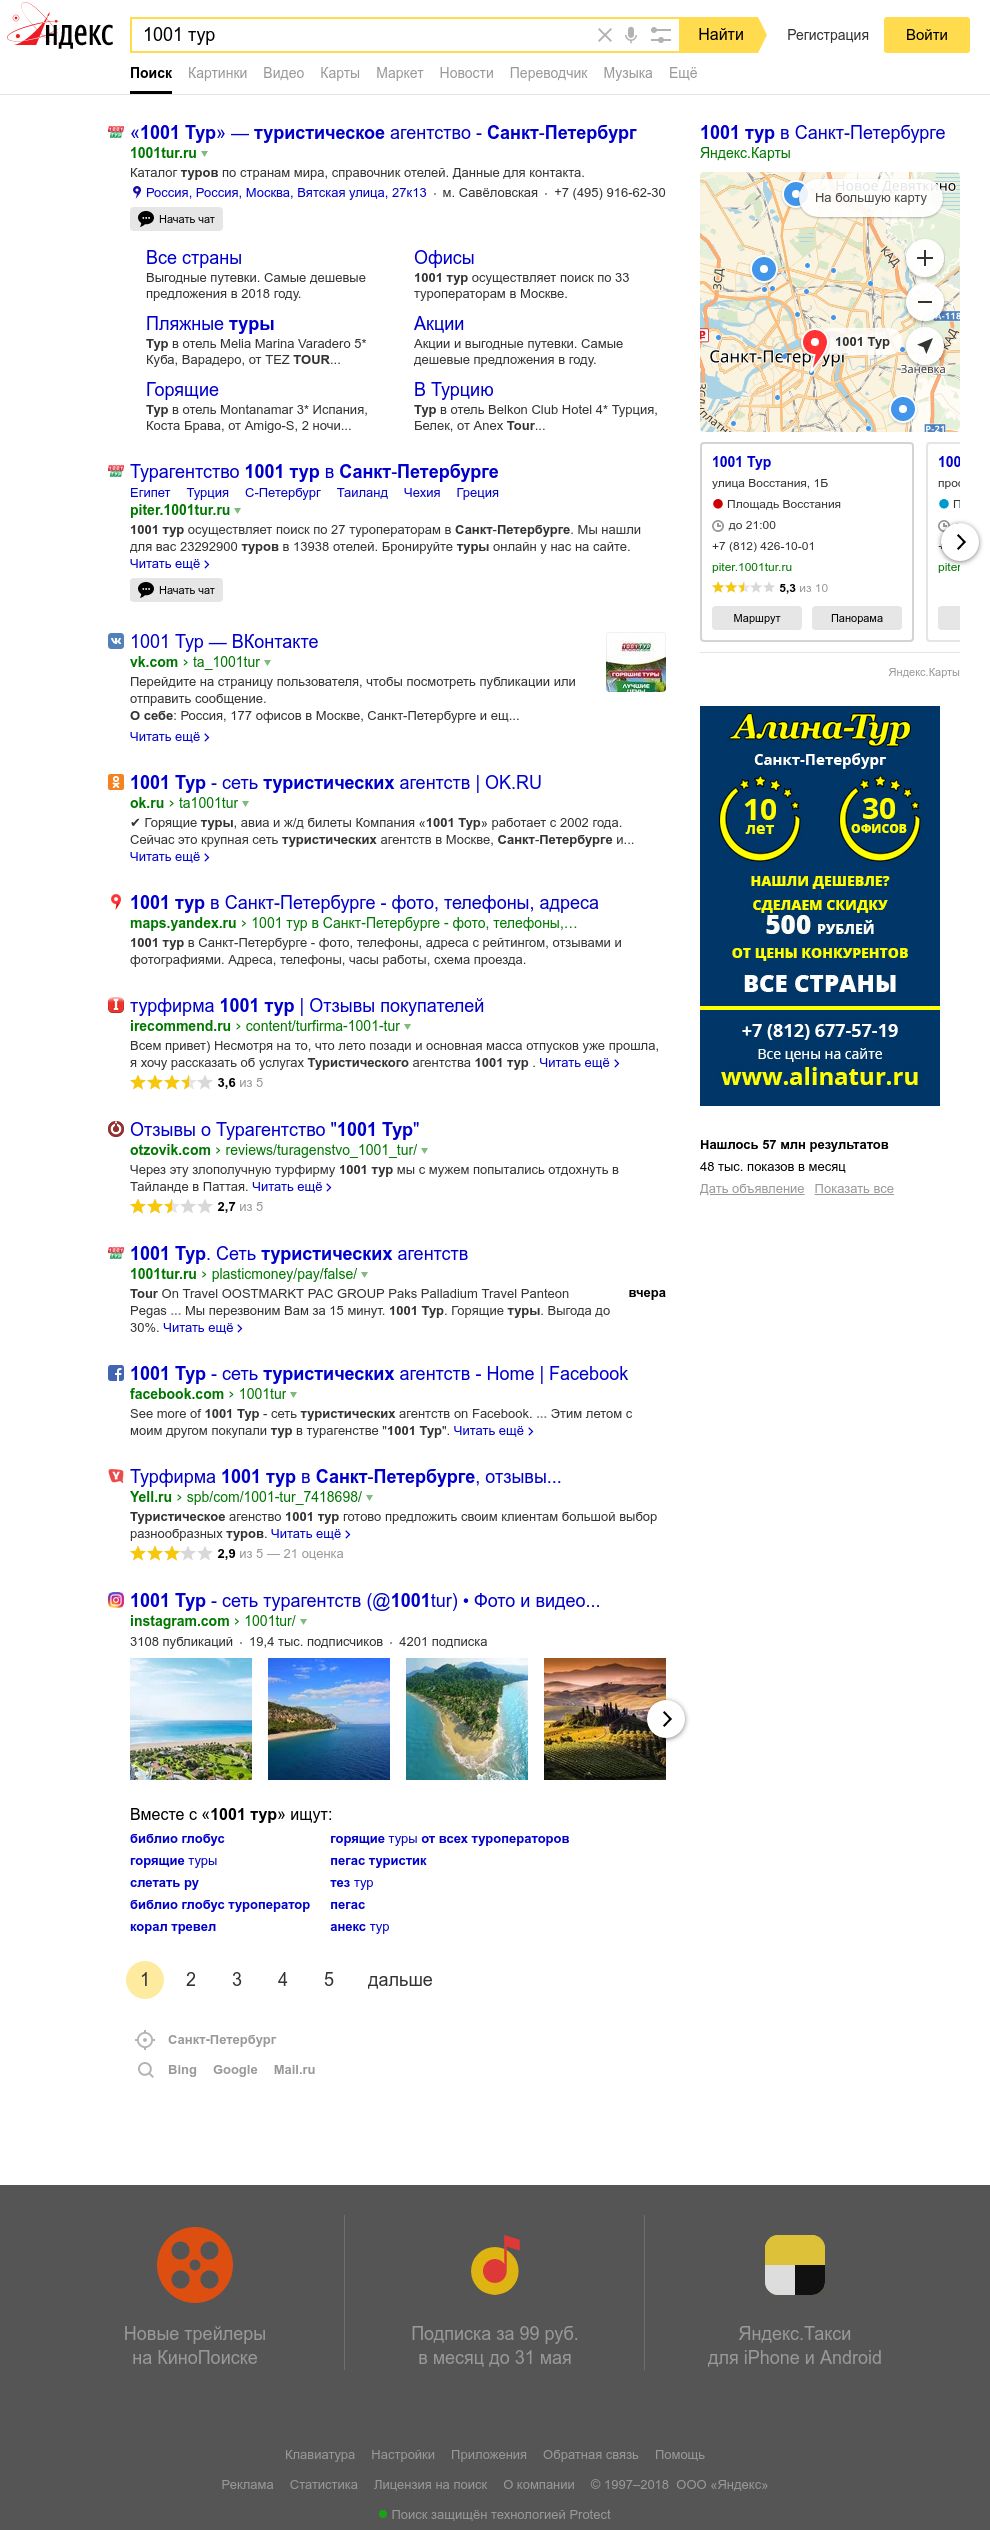 Яндекс
1001 тур
Найти
Регистрация
Войти
Поиск Картинки Видео Карты Маркет Новости Переводчик Музыка Ещё
«1001 Тур» — туристическое агентство - Санкт-Петербург
1001tur.ru
Каталог туров по странам мира, справочник отелей. Данные для контакта.
Россия, Россия, Москва, Вятская улица, 27к13 · м. Савёловская · +7 (495) 916-62-30
Начать чат
Все страны
Выгодные путевки. Самые дешевые
предложения в 2018 году.
Офисы
1001 тур осуществляет поиск по 33
туроператорам в Москве.
Пляжные туры
Тур в отель Melia Marina Varadero 5*
Куба, Варадеро, от TEZ TOUR...
Акции
Акции и выгодные путевки. Самые
дешевые предложения в году.
Горящие
Тур в отель Montanamar 3* Испания,
Коста Брава, от Amigo-S, 2 ночи...
В Турцию
Тур в отель Belkon Club Hotel 4* Турция,
Белек, от Anex Tour...
Турагентство 1001 тур в Санкт-Петербурге
Египет Турция С-Петербург Таиланд Чехия Греция
piter.1001tur.ru
1001 тур осуществляет поиск по 27 туроператорам в Санкт-Петербурге. Мы нашли
для вас 23292900 туров в 13938 отелей. Бронируйте туры онлайн у нас на сайте.
Читать ещё ›
Начать чат
1001 Тур — ВКонтакте
vk.com › ta_1001tur
Перейдите на страницу пользователя, чтобы посмотреть публикации или
отправить сообщение.
О себе: Россия, 177 офисов в Москве, Санкт-Петербурге и ещ...
Читать ещё ›
1001ТУР
ГОРЯЩИЕ ТУРЫ
ЛУЧШИЕ
ЦЕНЫ
1001 Тур - сеть туристических агентств | OK.RU
ok.ru › ta1001tur
✔ Горящие туры, авиа и ж/д билеты Компания «1001 Тур» работает с 2002 года.
Сейчас это крупная сеть туристических агентств в Москве, Санкт-Петербурге и...
Читать ещё ›
1001 тур в Санкт-Петербурге - фото, телефоны, адреса
maps.yandex.ru › 1001 тур в Санкт-Петербурге - фото, телефоны,...
1001 тур в Санкт-Петербурге - фото, телефоны, адреса с рейтингом, отзывами и
фотографиями. Адреса, телефоны, часы работы, схема проезда.
турфирма 1001 тур | Отзывы покупателей
irecommend.ru › content/turfirma-1001-tur
Всем привет) Несмотря на то, что лето позади и основная масса отпусков уже прошла,
я хочу рассказать об услугах Туристического агентства 1001 тур . Читать ещё ›
3,6 из 5
Отзывы о Турагентство "1001 Тур"
otzovik.com › reviews/turagenstvo_1001_tur/
Через эту злополучную турфирму 1001 тур мы с мужем попытались отдохнуть в
Тайланде в Паттая. Читать ещё ›
2,7 из 5
1001 Тур. Сеть туристических агентств
1001tur.ru › plasticmoney/pay/false/
Tour On Travel OOSTMARKT PAC GROUP Paks Palladium Travel Panteon
вчера
Pegas ... Мы перезвоним Вам за 15 минут. 1001 Тур. Горящие туры. Выгода до
30%. Читать ещё ›
1001 Тур - сеть туристических агентств - Home | Facebook
facebook.com › 1001tur
See more of 1001 Тур - сеть туристических агентств on Facebook. ... Этим летом с
моим другом покупали тур в турагенстве "1001 Тур". Читать ещё ›
Турфирма 1001 тур в Санкт-Петербурге, отзывы...
Yell.ru › spb/com/1001-tur_7418698/
Туристическое агенство 1001 тур готово предложить своим клиентам большой выбор
разнообразных туров. Читать ещё ›
2,9 из 5 — 21 оценка
1001 Тур - сеть турагентств (@1001tur) • Фото и видео...
instagram.com › 1001tur/
3108 публикаций · 19,4 тыс. подписчиков · 4201 подписка
Вместе с «1001 тур» ищут:
библио глобус
горящие туры
слетать ру
библио глобус туроператор
корал тревел
горящие туры от всех туроператоров
пегас туристик
тез тур
пегас
анекс тур
1 2 3 4 5 дальше
Санкт-Петербург
Bing Google Mail.ru
1001 тур в Санкт-Петербурге
Яндекс.Карты
Новое Девяткино
На большую карту
КАД
ЗСД
А-118
КАД
1001 Тур
Санкт-Петербург
Заневка
Р-21
1001 Тур
улица Восстания, 1Б
Площадь Восстания
до 21:00
+7 (812) 426-10-01
piter.1001tur.ru
5,3 из 10
Маршрут
Панорама
100
piter
Яндекс.Карты
Алина-Тур
Санкт-Петербург
10
лет
30
ОФИСОВ
НАШЛИ ДЕШЕВЛЕ?
СДЕЛАЕМ СКИДКУ
500 РУБЛЕЙ
ОТ ЦЕНЫ КОНКУРЕНТОВ
ВСЕ СТРАНЫ
+7 (812) 677-57-19
Все цены на сайте
www.alinatur.ru
Нашлось 57 млн результатов
48 тыс. показов в месяц
Дать объявление Показать все
Новые трейлеры
на КиноПоиске
Подписка за 99 руб.
в месяц до 31 мая
Яндекс.Такси
для iPhone и Android
Клавиатура Настройки Приложения Обратная связь Помощь
Реклама Статистика Лицензия на поиск О компании © 1997–2018 ООО «Яндекс»
Поиск защищён технологией Protect